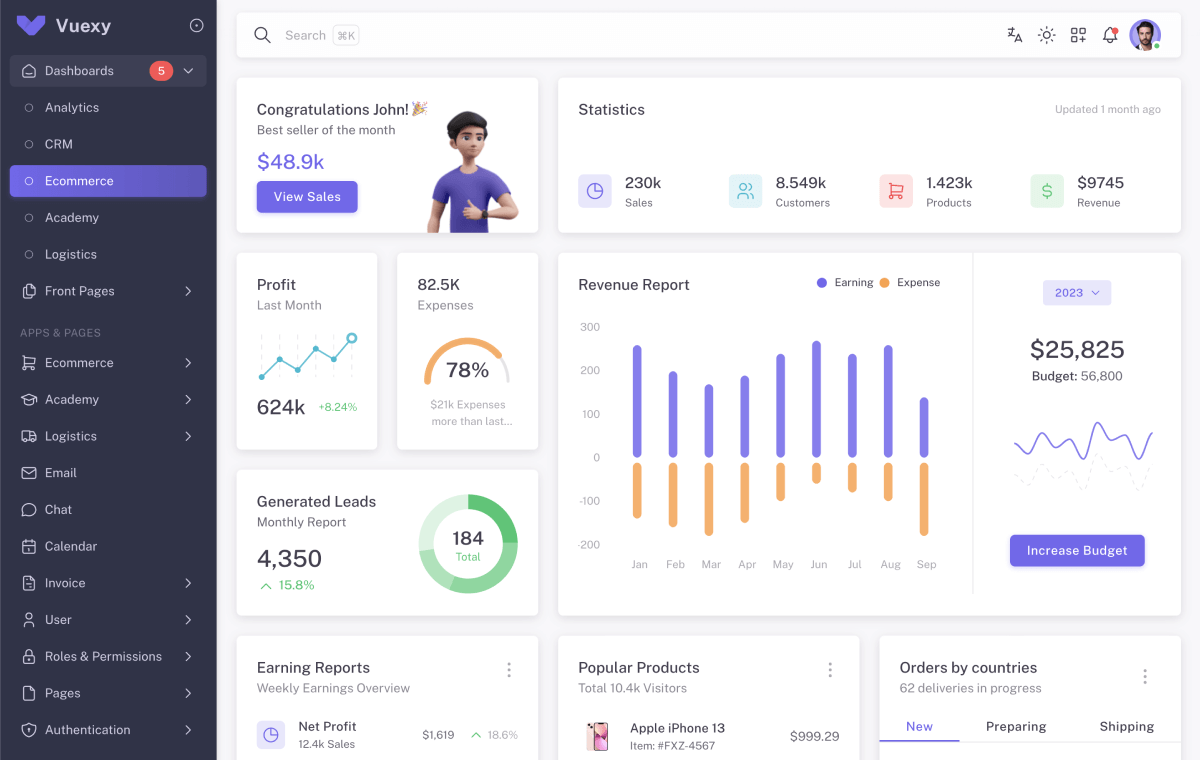 Vuexy
Dashboards 5
Analytics
CRM
Ecommerce
Academy
Logistics
Front Pages
APPS & PAGES
Ecommerce
Academy
Logistics
Email
Chat
Calendar
Invoice
User
Roles & Permissions
Pages
Authentication
Search ⌘K
Congratulations John!
Best seller of the month
$48.9k
View Sales
Statistics
Updated 1 month ago
230k
Sales
8.549k
Customers
1.423k
Products
$9745
Revenue
Profit
Last Month
624k +8.24%
82.5K
Expenses
78%
$21k Expenses
more than last...
Generated Leads
Monthly Report
4,350
15.8%
184
Total
Revenue Report
Earning Expense
300
200
100
0
-100
-200
Jan Feb Mar Apr May Jun Jul Aug Sep
2023
$25,825
Budget: 56,800
Increase Budget
Earning Reports
Weekly Earnings Overview
Net Profit
12.4k Sales
$1,619 18.6%
Popular Products
Total 10.4k Visitors
Apple iPhone 13
Item: #FXZ-4567
$999.29
Orders by countries
62 deliveries in progress
New Preparing Shipping